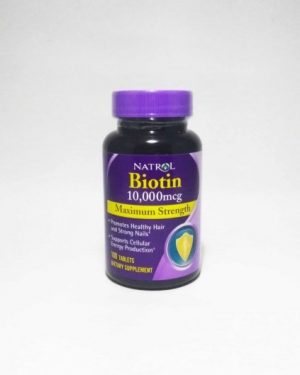 NATROL
Biotin
10,000mcg
Maximum Strength
• Promotes Healthy Hair
and Strong Nails†
• Supports Cellular
Energy Production†
100 TABLETS
DIETARY SUPPLEMENT